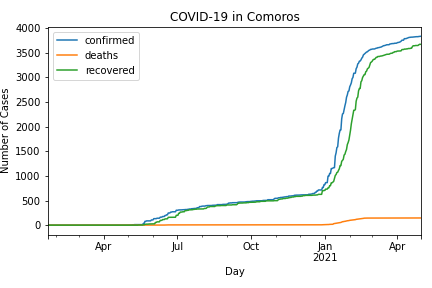 COVID-19 in Comoros
confirmed
deaths
recovered
Number of Cases
4000
3500
3000
2500
2000
1500
1000
500
0
Apr
Jul
Oct
Jan
2021
Apr
Day